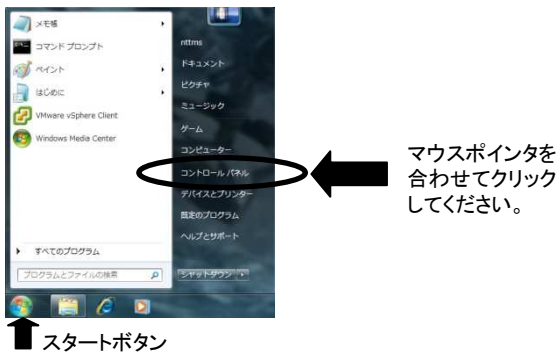 メモ帳
コマンド プロンプト
ペイント
はじめに
VMware vSphere Client
Windows Media Center
すべてのプログラム
プログラムとファイルの検索
nttms
ドキュメント
ピクチャ
ミュージック
ゲーム
コンピューター
コントロール パネル
デバイスとプリンター
既定のプログラム
ヘルプとサポート
シャットダウン
マウスポインタを
合わせてクリック
してください。
スタートボタン